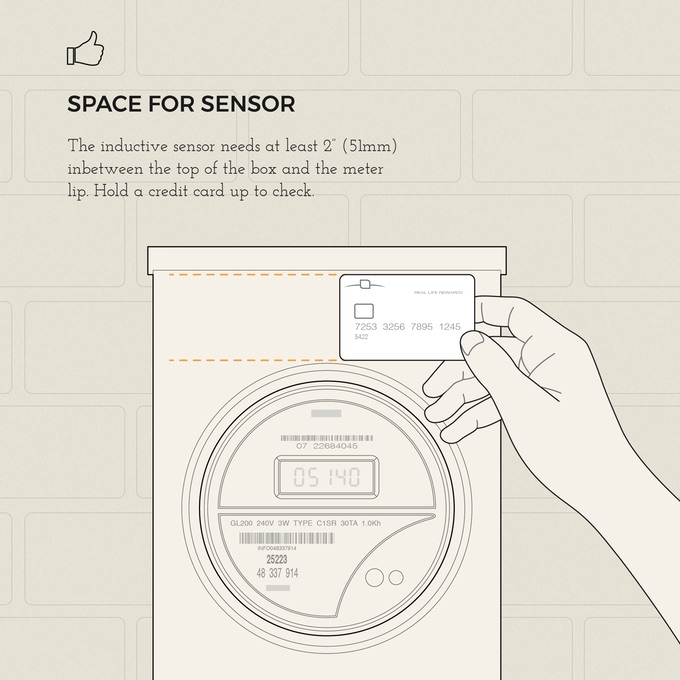 SPACE FOR SENSOR
The inductive sensor needs at least 2″ (51mm)
inbetween the top of the box and the meter
lip. Hold a credit card up to check.
REAL LIFE REWARDS
7253 3256 7895 1245
5422
07 22684045
05140
GL200 240V 3W TYPE C1SR 30TA 1.0Kh
INFO048337914
25223
48 337 914